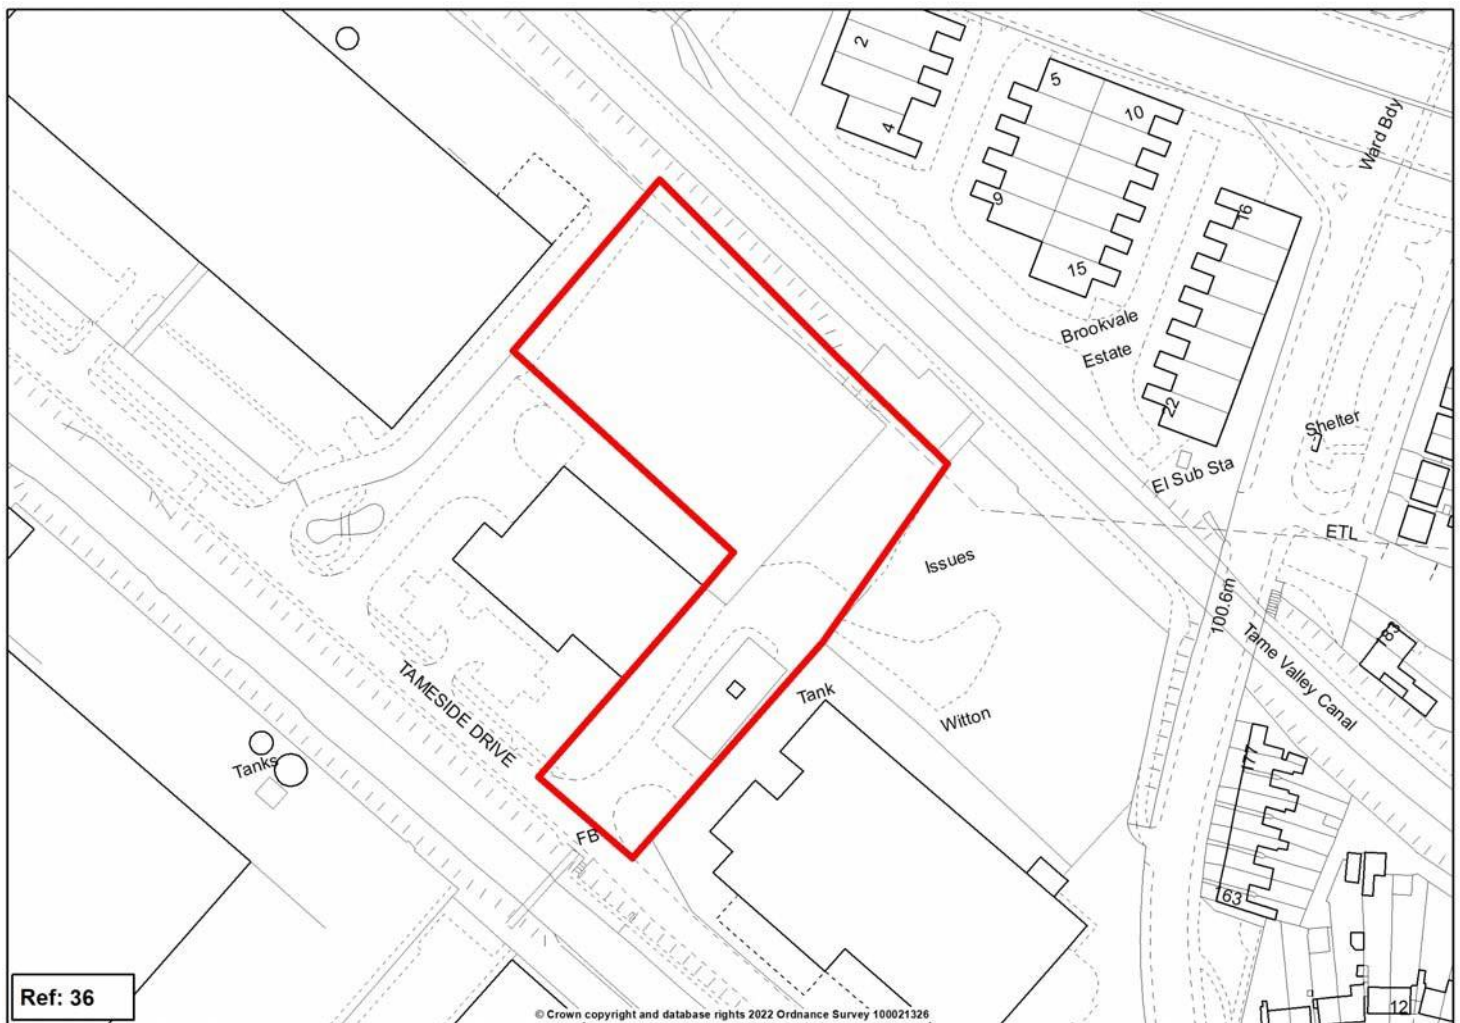 2
4
5
10
9
15
16
22
Ward Bdy
Brookvale
Estate
Shelter
El Sub Sta
ETL
Issues
100.6m
Tame Valley Canal
183
Tank
Witton
TAMESIDE DRIVE
Tanks
FB
177
163
12
Ref: 36
© Crown copyright and database rights 2022 Ordnance Survey 100021326